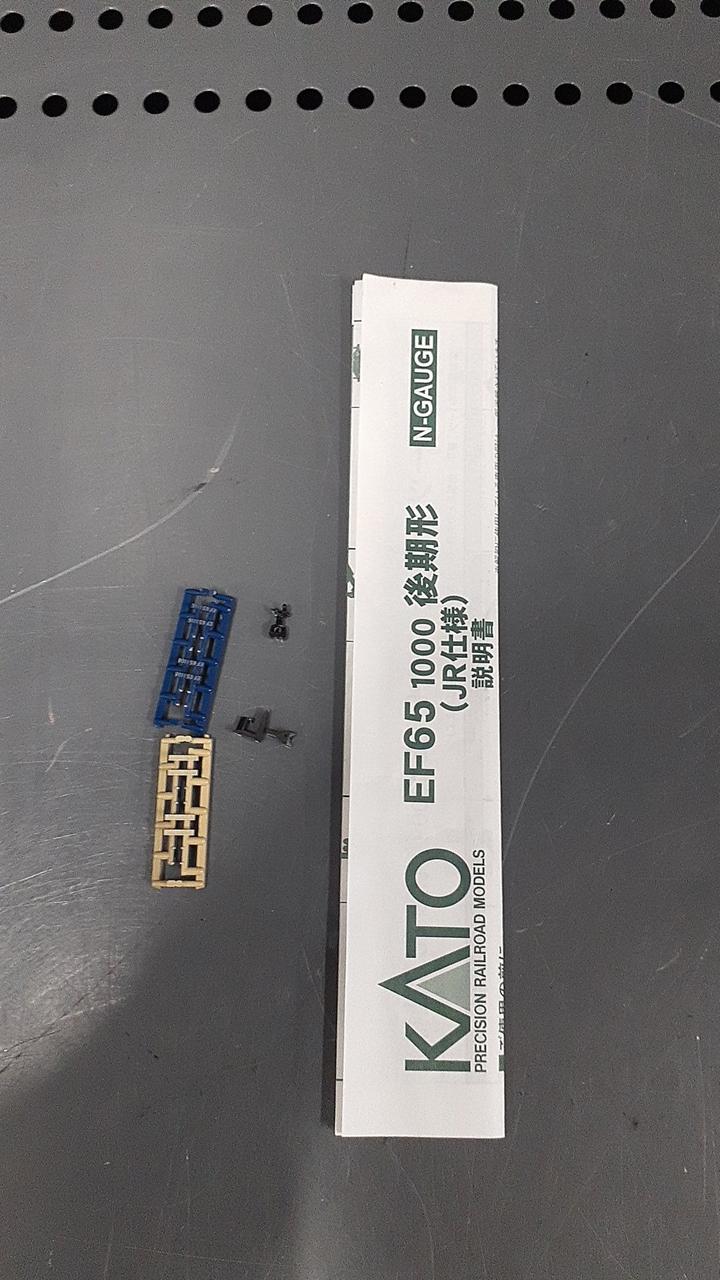 KATO
PRECISION RAILROAD MODELS
EF65 1000 後期形
(JR仕様)
説明書
N-GAUGE